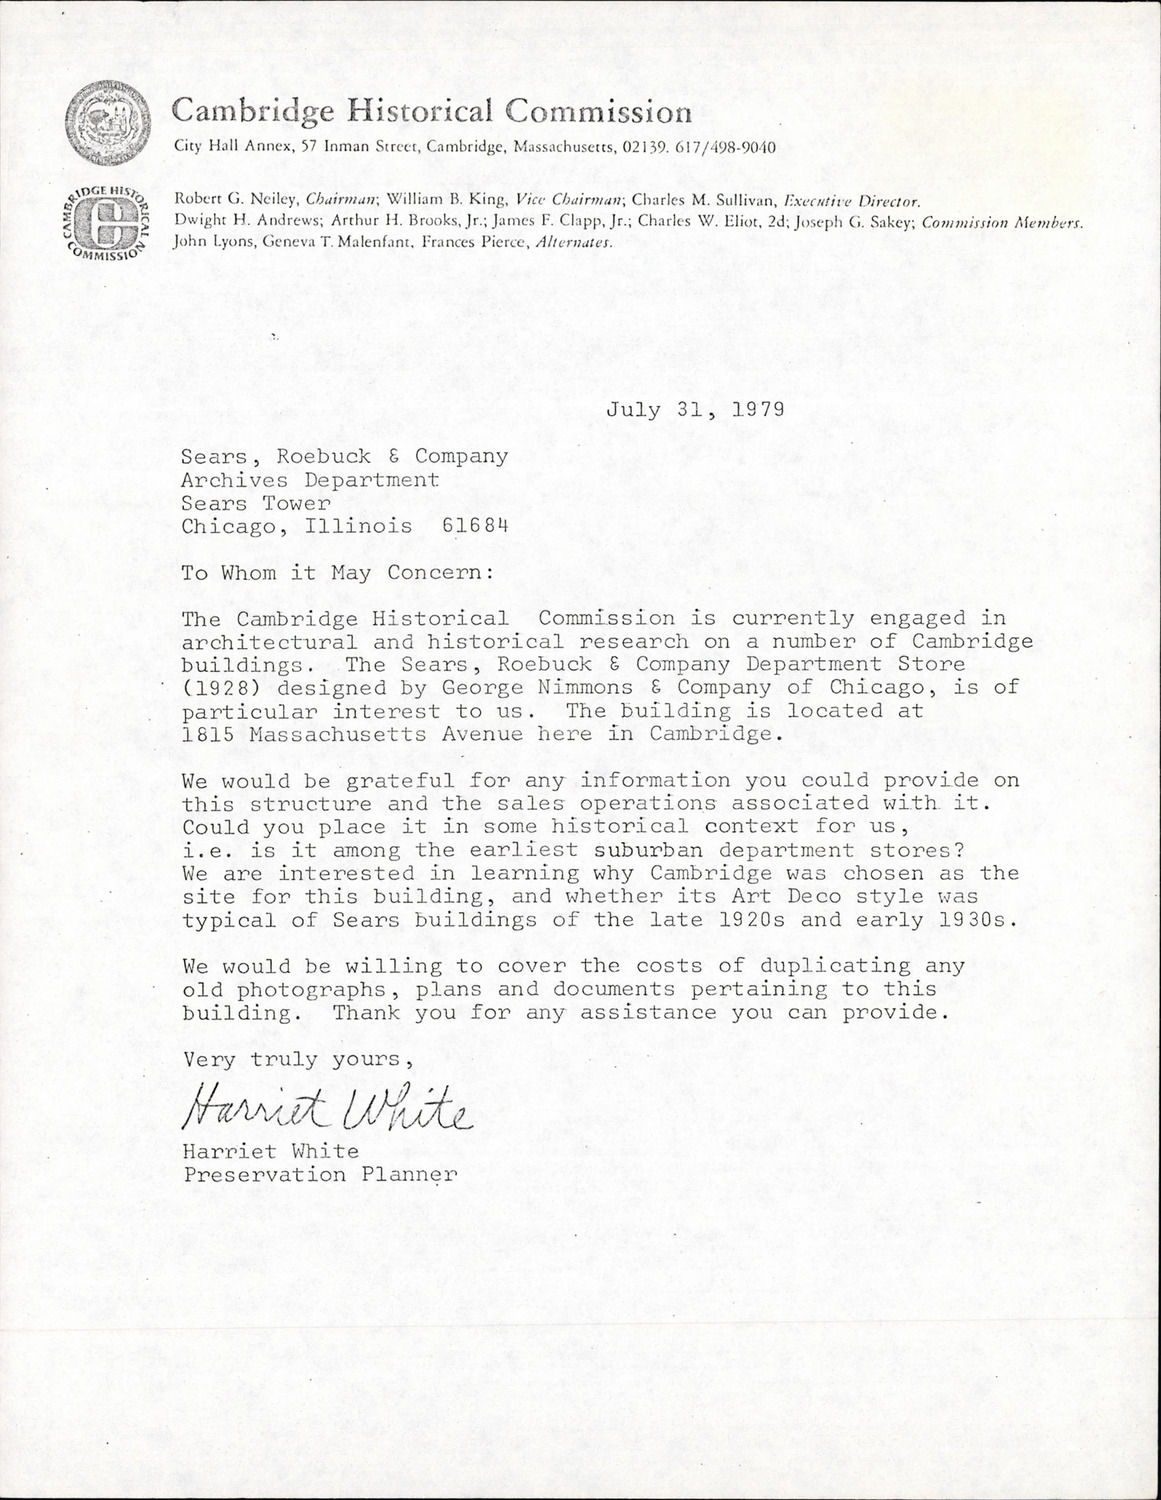 Cambridge Historical Commission
City Hall Annex, 57 Inman Street, Cambridge, Massachusetts, 02139. 617/498-9040
CAMBRIDGE HISTORICAL COMMISSION
Robert G. Neiley, Chairman; William B. King, Vice Chairman; Charles M. Sullivan, Executive Director.
Dwight H. Andrews; Arthur H. Brooks, Jr.; James F. Clapp, Jr.; Charles W. Eliot, 2d; Joseph G. Sakey; Commission Members.
John Lyons, Geneva T. Malenfant, Frances Pierce, Alternates.
July 31, 1979
Sears, Roebuck & Company
Archives Department
Sears Tower
Chicago, Illinois 61684
To Whom it May Concern:
The Cambridge Historical Commission is currently engaged in
architectural and historical research on a number of Cambridge
buildings. The Sears, Roebuck & Company Department Store
(1928) designed by George Nimmons & Company of Chicago, is of
particular interest to us. The building is located at
1815 Massachusetts Avenue here in Cambridge.
We would be grateful for any information you could provide on
this structure and the sales operations associated with it.
Could you place it in some historical context for us,
i.e. is it among the earliest suburban department stores?
We are interested in learning why Cambridge was chosen as the
site for this building, and whether its Art Deco style was
typical of Sears buildings of the late 1920s and early 1930s.
We would be willing to cover the costs of duplicating any
old photographs, plans and documents pertaining to this
building. Thank you for any assistance you can provide.
Very truly yours,
Harriet White
Harriet White
Preservation Planner